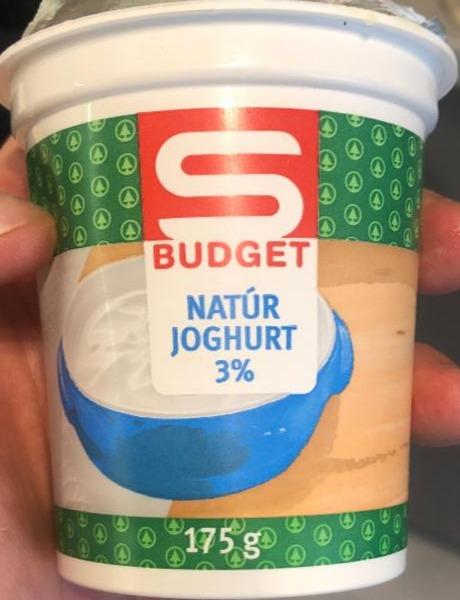 S
BUDGET
NATÚR
JOGHURT
3%
175 g